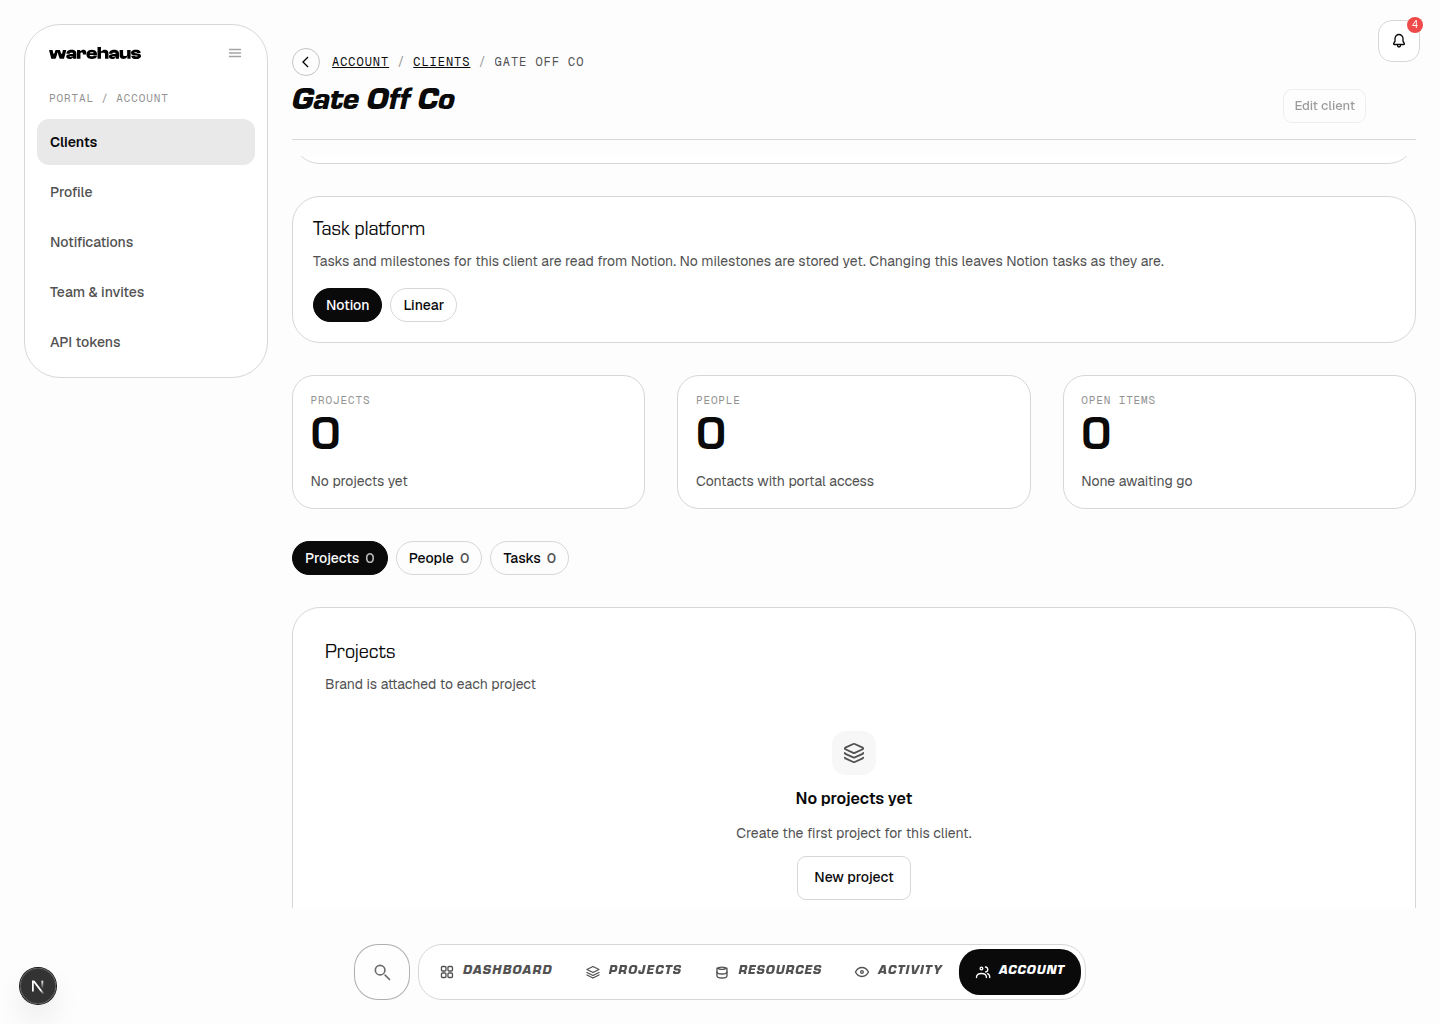 warehaus
PORTAL / ACCOUNT
Clients
Profile
Notifications
Team & invites
API tokens
ACCOUNT / CLIENTS / GATE OFF CO
4
Gate Off Co
Edit client
Task platform
Tasks and milestones for this client are read from Notion. No milestones are stored yet. Changing this leaves Notion tasks as they are.
Notion Linear
PROJECTS
0
No projects yet
PEOPLE
0
Contacts with portal access
OPEN ITEMS
0
None awaiting go
Projects 0 People 0 Tasks 0
Projects
Brand is attached to each project
No projects yet
Create the first project for this client.
New project
N
DASHBOARD PROJECTS RESOURCES ACTIVITY ACCOUNT